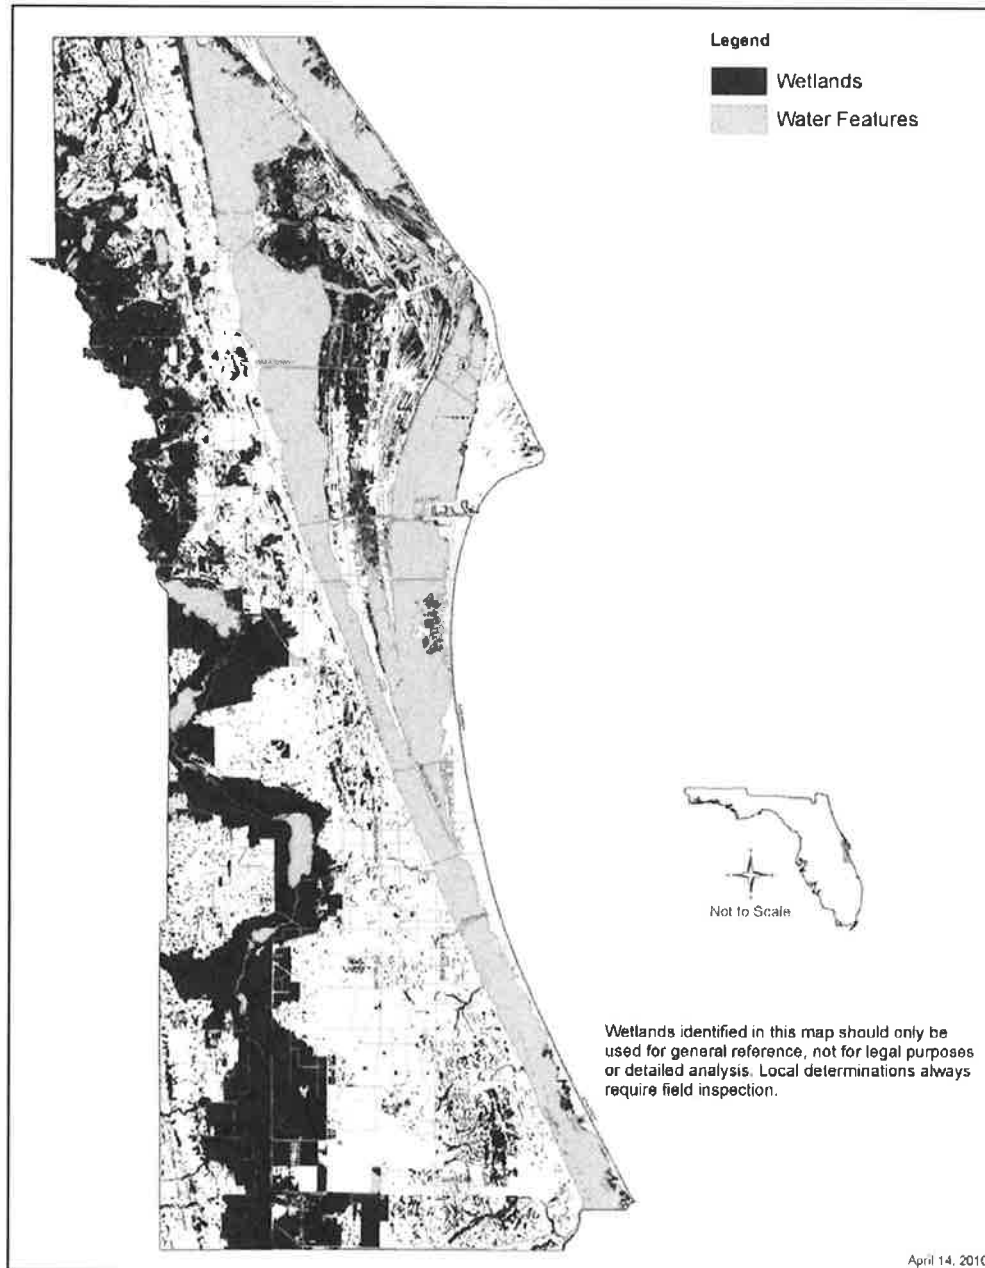 Legend
Wetlands
Water Features
Not to Scale
Wetlands identified in this map should only be
used for general reference, not for legal purposes
or detailed analysis. Local determinations always
require field inspection.
April 14, 2010